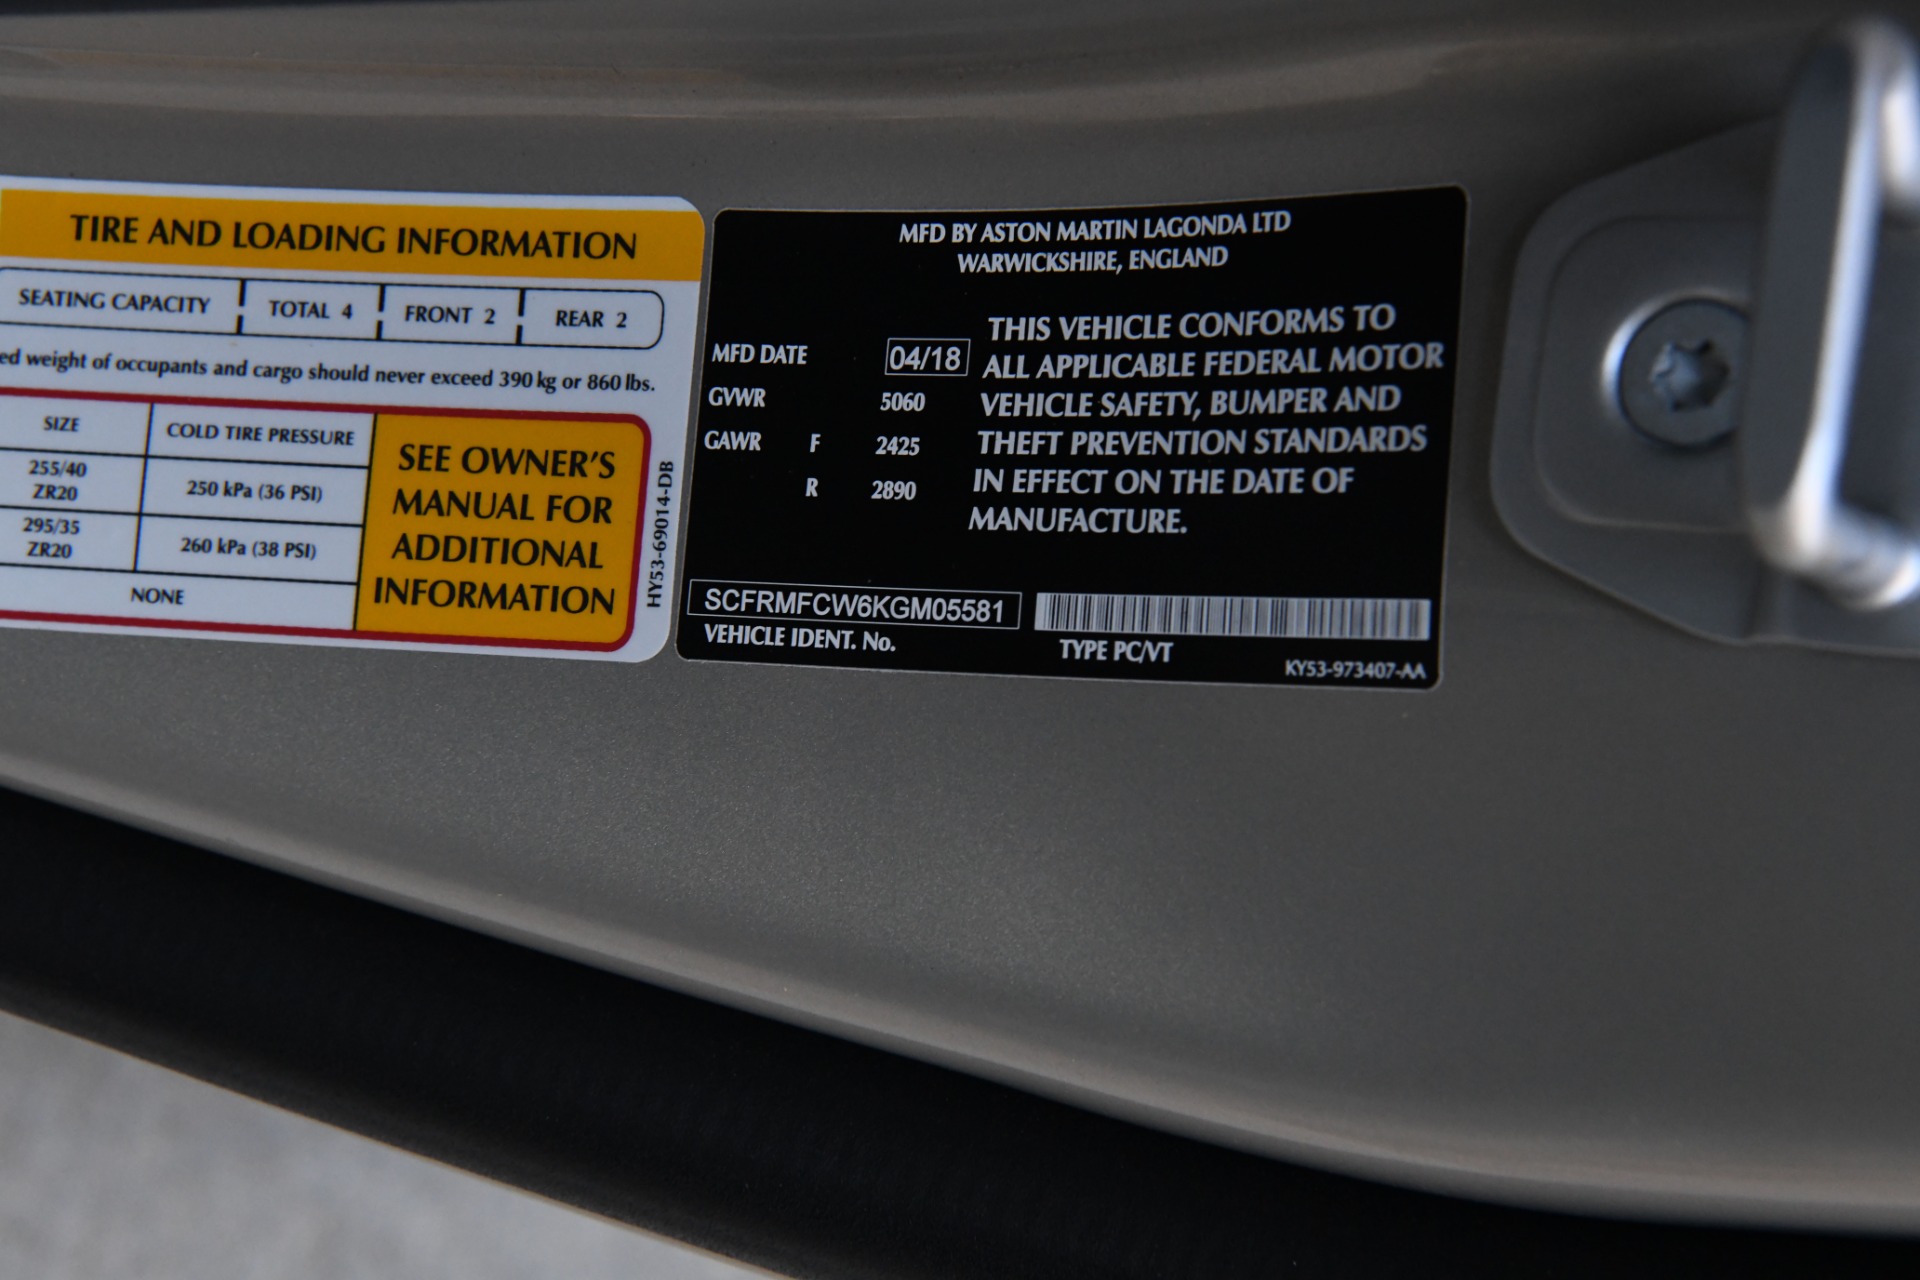 TIRE AND LOADING INFORMATION
SEATING CAPACITY TOTAL 4 FRONT 2 REAR 2
weight of occupants and cargo should never exceed 390 kg or 860 lbs.
SIZE COLD TIRE PRESSURE
255/40 ZR20 250 kPa (36 PSI)
295/35 ZR20 260 kPa (38 PSI)
NONE
SEE OWNER'S
MANUAL FOR
ADDITIONAL
INFORMATION
HY53-69014-DB
MFD BY ASTON MARTIN LAGONDA LTD
WARWICKSHIRE, ENGLAND
MFD DATE 04/18
GVWR 5060
GAWR F 2425
R 2890
THIS VEHICLE CONFORMS TO
ALL APPLICABLE FEDERAL MOTOR
VEHICLE SAFETY, BUMPER AND
THEFT PREVENTION STANDARDS
IN EFFECT ON THE DATE OF
MANUFACTURE.
SCFRMFCW6KGM05581
VEHICLE IDENT. No.
TYPE PC/VT
KY53-973407-AA